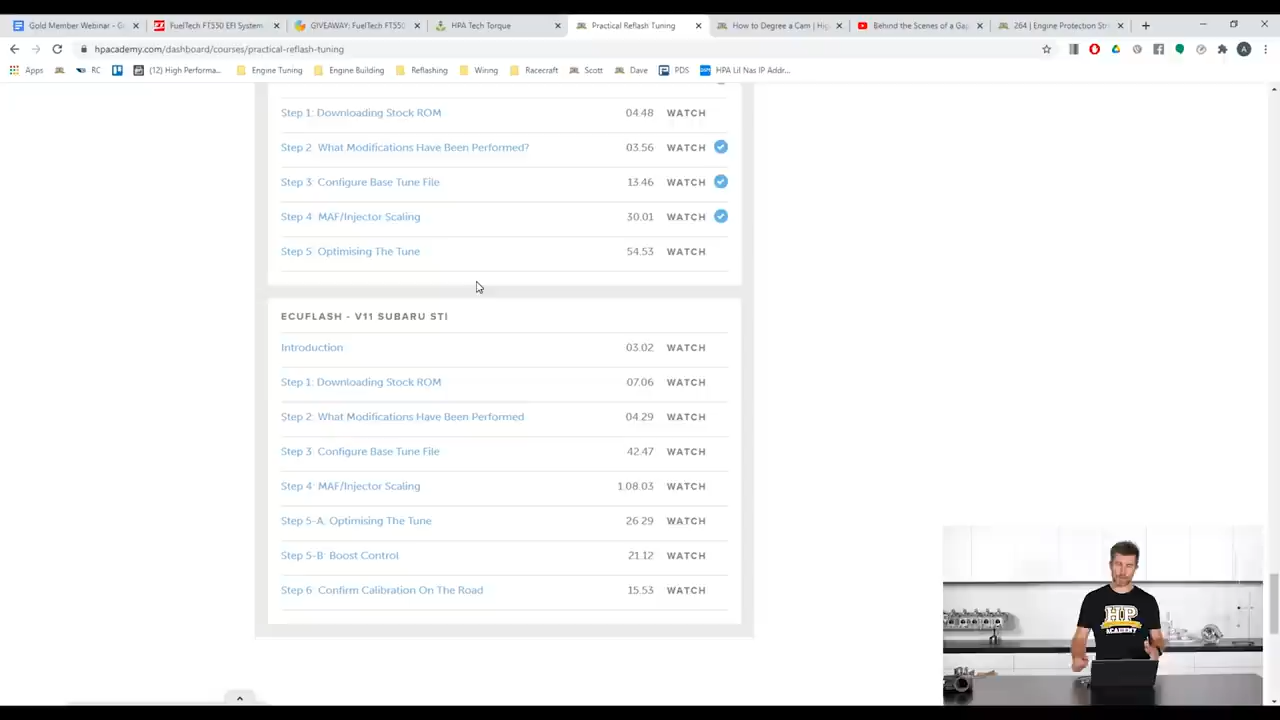 Gold Member Webinar - G
FuelTech FT550 EFI System
GIVEAWAY: FuelTech FT550
HPA Tech Torque
Practical Reflash Tuning
How to Degree a Cam | Hi
Behind the Scenes of a Ga
264 | Engine Protection Str
hpacademy.com/dashboard/courses/practical-reflash-tuning
A
Apps
RC
(12) High Performa...
Engine Tuning
Engine Building
Reflashing
Wiring
Racecraft
Scott
Dave
PDS
HPA Lil Nas IP Addr...
Step 1: Downloading Stock ROM 04.48 WATCH
Step 2 What Modifications Have Been Performed? 03.56 WATCH
Step 3: Configure Base Tune File 13.46 WATCH
Step 4 MAF/Injector Scaling 30.01 WATCH
Step 5 Optimising The Tune 54.53 WATCH
ECUFLASH - V11 SUBARU STI
Introduction 03.02 WATCH
Step 1: Downloading Stock ROM 07.06 WATCH
Step 2: What Modifications Have Been Performed 04.29 WATCH
Step 3 Configure Base Tune File 42.47 WATCH
Step 4: MAF/Injector Scaling 1.08.03 WATCH
Step 5-A: Optimising The Tune 26.29 WATCH
Step 5-B: Boost Control 21.12 WATCH
Step 6: Confirm Calibration On The Road 15.53 WATCH
HP
ACADEMY